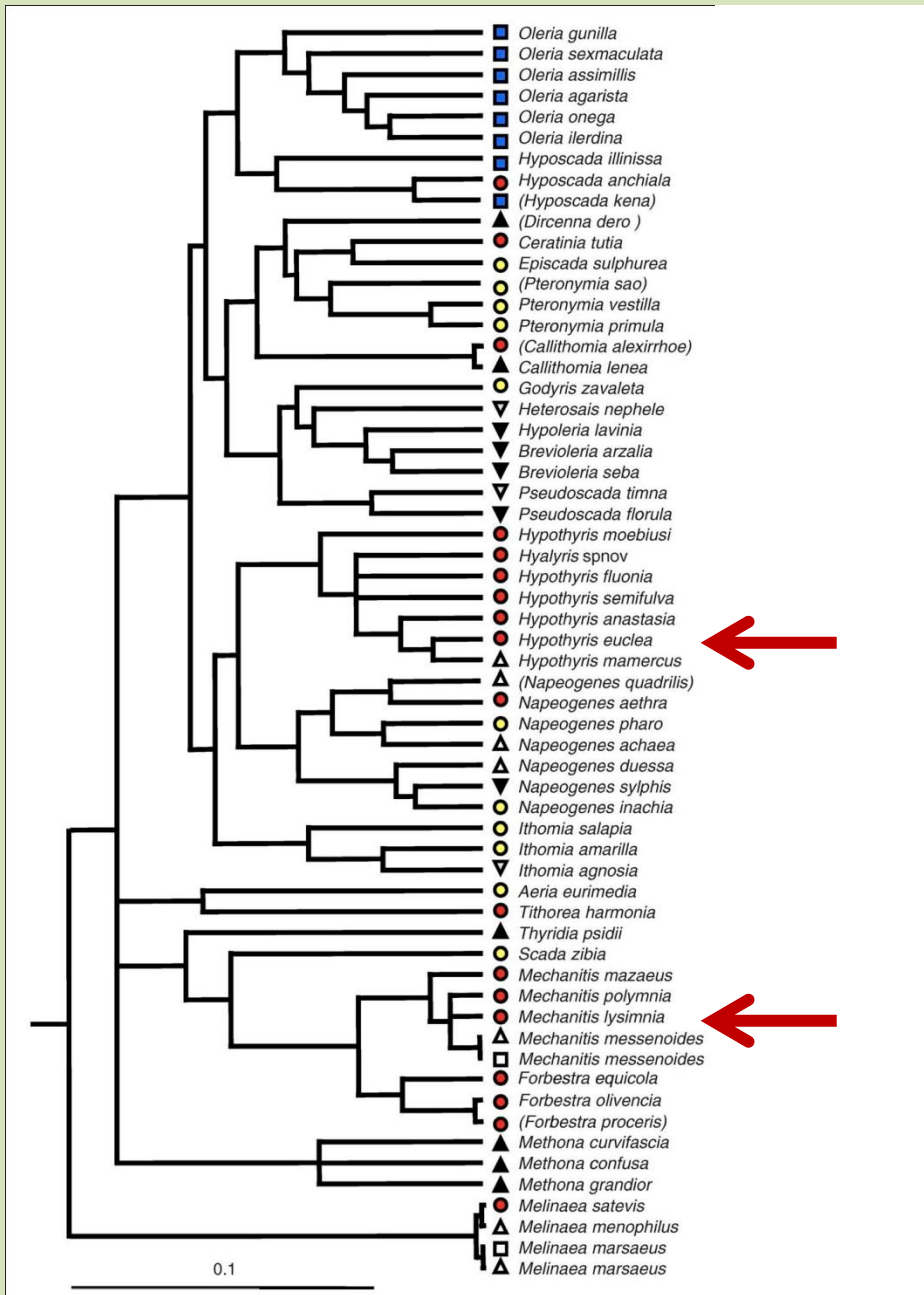 Oleria gunilla
Oleria sexmaculata
Oleria assimillis
Oleria agarista
Oleria onega
Oleria ilerdina
Hyposcada illinissa
Hyposcada anchiala
(Hyposcada kena)
(Dircenna dero )
Ceratinia tutia
Episcada sulphurea
(Pteronymia sao)
Pteronymia vestilla
Pteronymia primula
(Callithomia alexirrhoe)
Callithomia lenea
Godyris zavaleta
Heterosais nephele
Hypoleria lavinia
Brevioleria arzalia
Brevioleria seba
Pseudoscada timna
Pseudoscada florula
Hypothyris moebiusi
Hyalyris spnov
Hypothyris fluonia
Hypothyris semifulva
Hypothyris anastasia
Hypothyris euclea
Hypothyris mamercus
(Napeogenes quadrilis)
Napeogenes aethra
Napeogenes pharo
Napeogenes achaea
Napeogenes duessa
Napeogenes sylphis
Napeogenes inachia
Ithomia salapia
Ithomia amarilla
Ithomia agnosia
Aeria eurimedia
Tithorea harmonia
Thyridia psidii
Scada zibia
Mechanitis mazaeus
Mechanitis polymnia
Mechanitis lysimnia
Mechanitis messenoides
Mechanitis messenoides
Forbestra equicola
Forbestra olivencia
(Forbestra proceris)
Methona curvifascia
Methona confusa
Methona grandior
Melinaea satevis
Melinaea menophilus
Melinaea marsaeus
Melinaea marsaeus
0.1